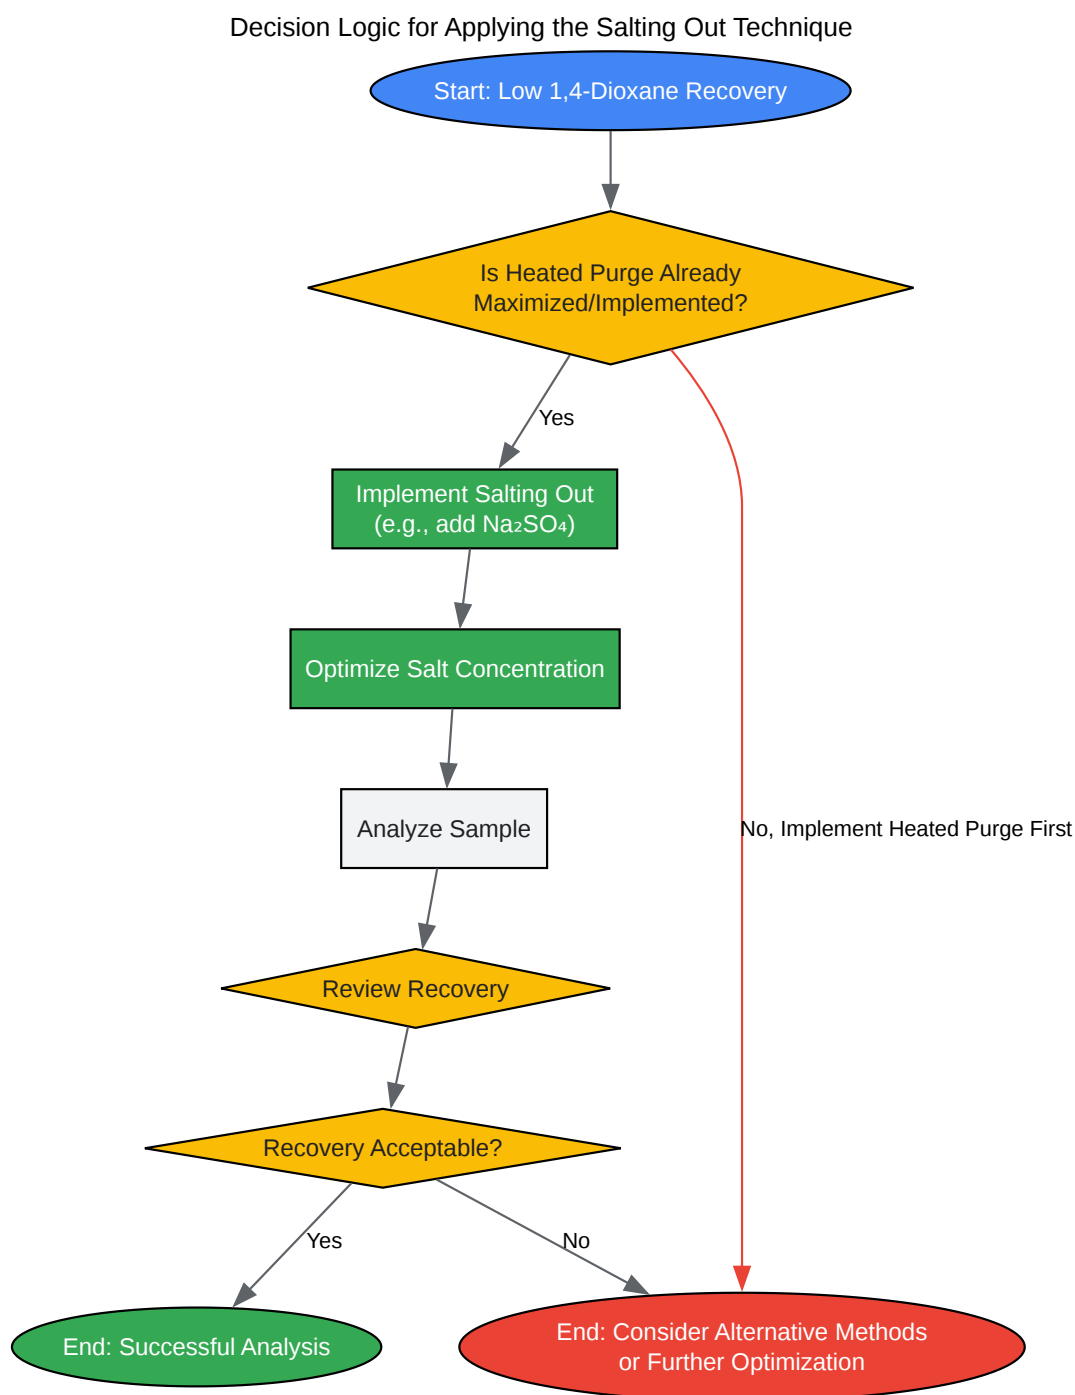 Decision Logic for Applying the Salting Out Technique
Start: Low 1,4-Dioxane Recovery
Is Heated Purge Already
Maximized/Implemented?
Yes
Implement Salting Out
(e.g., add Na₂SO₄)
Optimize Salt Concentration
Analyze Sample
No, Implement Heated Purge First
Review Recovery
Recovery Acceptable?
Yes
No
End: Successful Analysis
End: Consider Alternative Methods
or Further Optimization